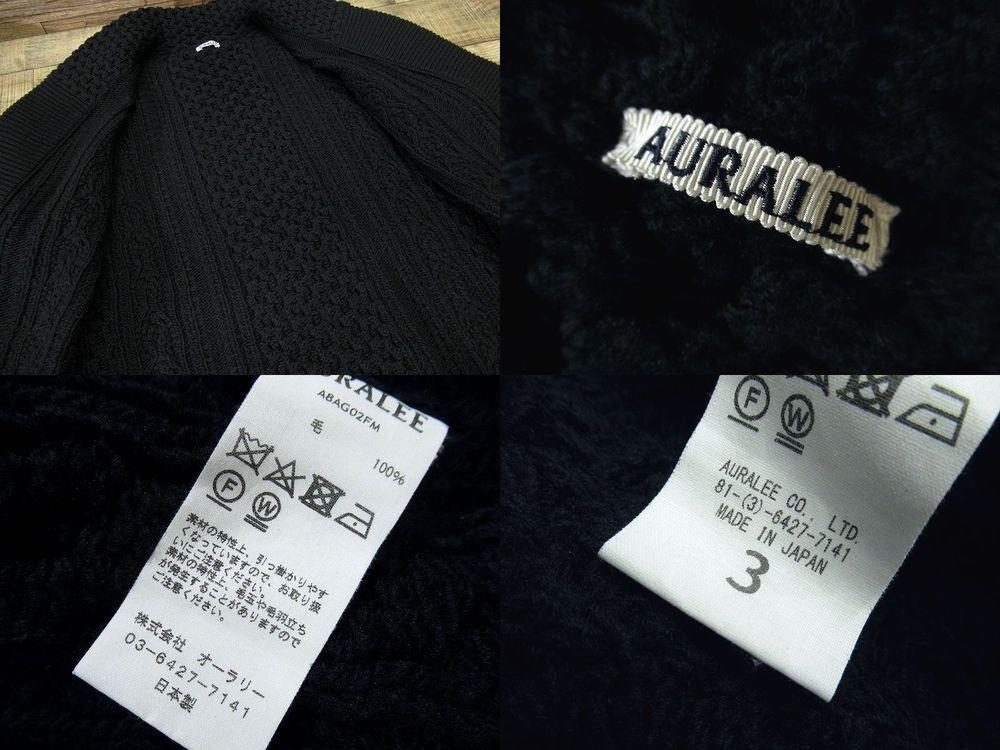 AURALEE
AURALEE
RALEE
ABAG02FM
毛
100%
F W
素材の特性上、引っ掛かりやす
くなっていますので、お取り扱
いにご注意ください。
素材の特性上、毛玉や毛羽立ち
が発生することがありますので
ご注意ください。
株式会社 オーラリー
03-6427-7141
日本製
F W
AURALEE CO., LTD.
81-(3)-6427-7141
MADE IN JAPAN
3